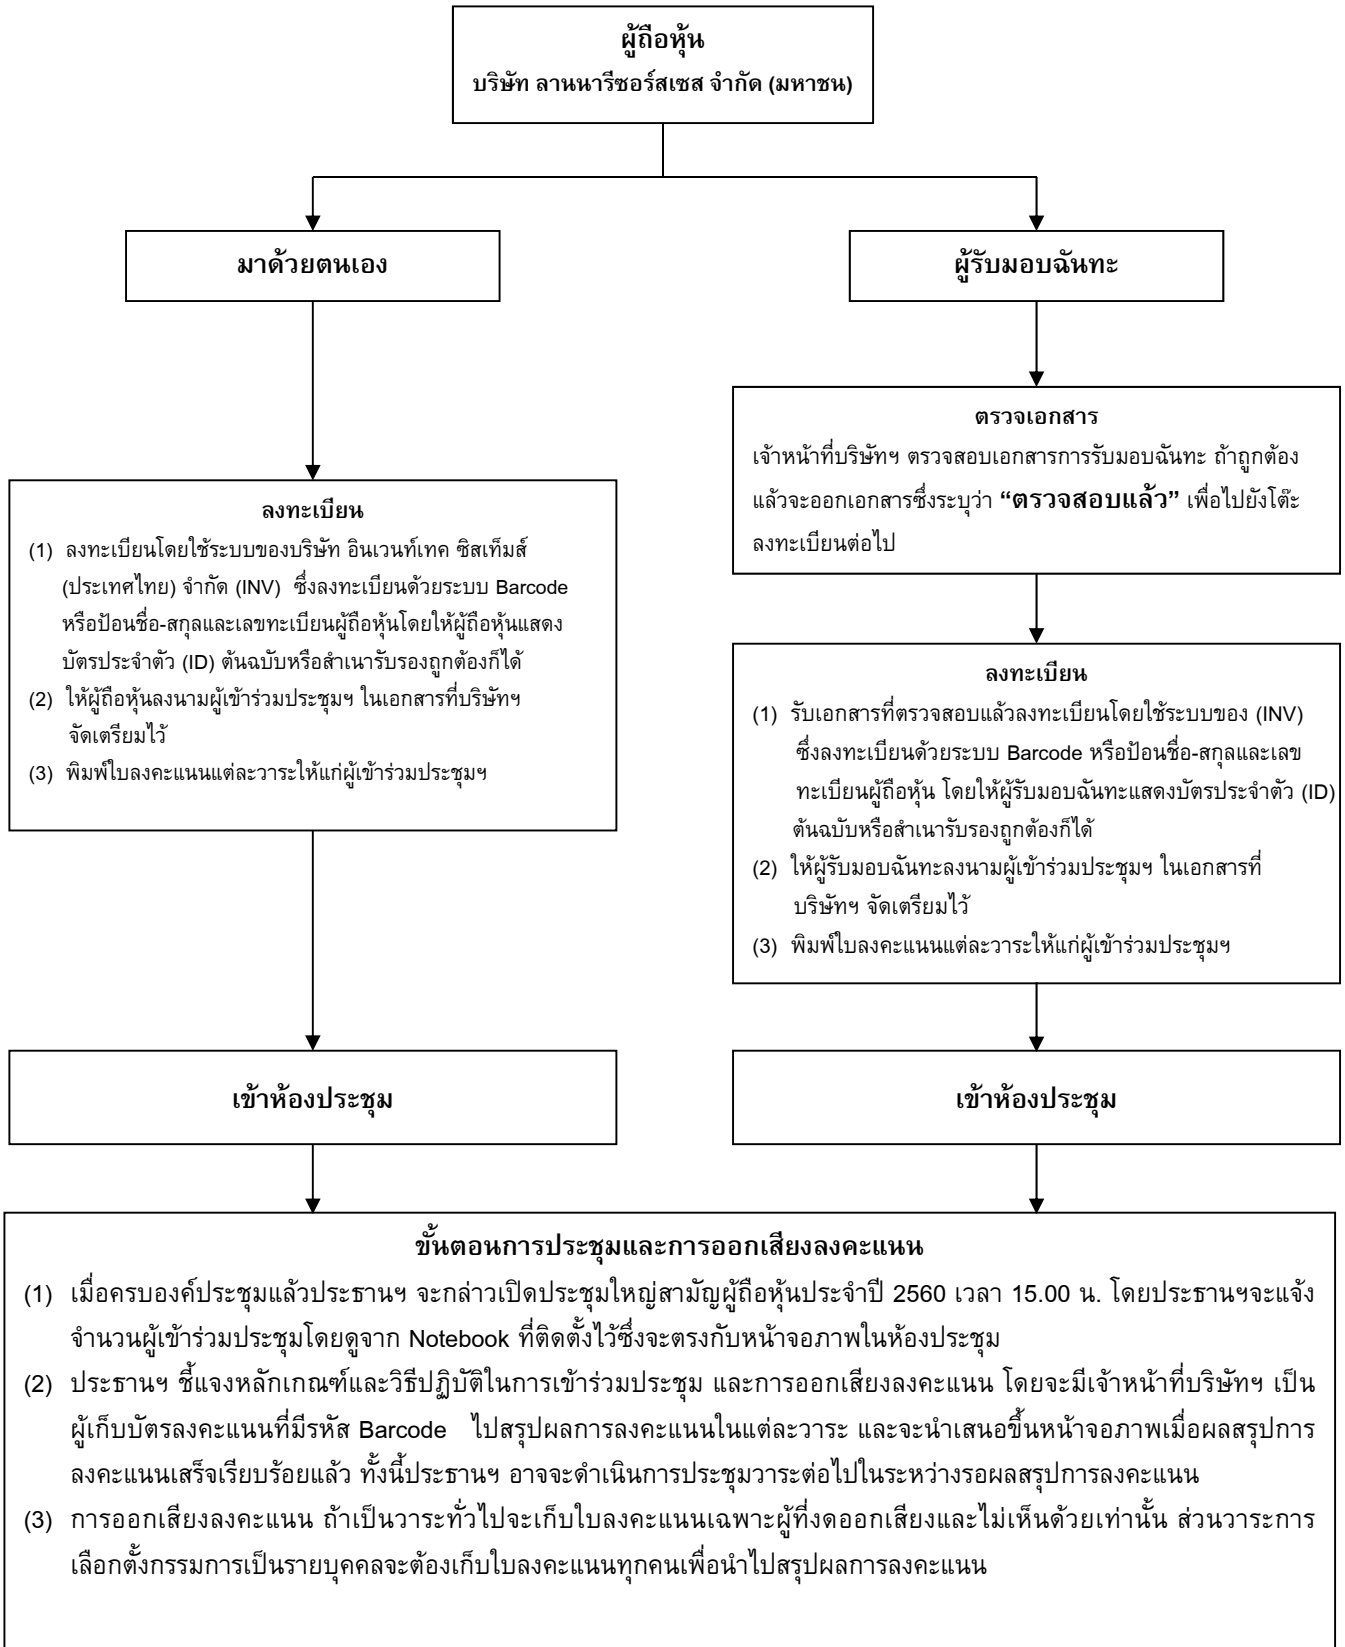 ผู้ถือหุ้น
บริษัท ลานนารีซอร์สเซส จำกัด (มหาชน)
มาด้วยตนเอง
ผู้รับมอบฉันทะ
ตรวจเอกสาร
เจ้าหน้าที่บริษัทฯ ตรวจสอบเอกสารการรับมอบฉันทะ ถ้าถูกต้อง
แล้วจะออกเอกสารซึ่งระบุว่า “ตรวจสอบแล้ว” เพื่อไปยังโต๊ะ
ลงทะเบียนต่อไป
ลงทะเบียน
(1) ลงทะเบียนโดยใช้ระบบของบริษัท อินเวนท์เทค ซิสเท็มส์
(ประเทศไทย) จำกัด (INV) ซึ่งลงทะเบียนด้วยระบบ Barcode
หรือป้อนชื่อ-สกุลและเลขทะเบียนผู้ถือหุ้นโดยให้ผู้ถือหุ้นแสดง
บัตรประจำตัว (ID) ต้นฉบับหรือสำเนารับรองถูกต้องก็ได้
(2) ให้ผู้ถือหุ้นลงนามผู้เข้าร่วมประชุมฯ ในเอกสารที่บริษัทฯ
จัดเตรียมไว้
(3) พิมพ์ใบลงคะแนนแต่ละวาระให้แก่ผู้เข้าร่วมประชุมฯ
ลงทะเบียน
(1) รับเอกสารที่ตรวจสอบแล้วลงทะเบียนโดยใช้ระบบของ (INV)
ซึ่งลงทะเบียนด้วยระบบ Barcode หรือป้อนชื่อ-สกุลและเลข
ทะเบียนผู้ถือหุ้น โดยให้ผู้รับมอบฉันทะแสดงบัตรประจำตัว (ID)
ต้นฉบับหรือสำเนารับรองถูกต้องก็ได้
(2) ให้ผู้รับมอบฉันทะลงนามผู้เข้าร่วมประชุมฯ ในเอกสารที่
บริษัทฯ จัดเตรียมไว้
(3) พิมพ์ใบลงคะแนนแต่ละวาระให้แก่ผู้เข้าร่วมประชุมฯ
เข้าห้องประชุม
เข้าห้องประชุม
ขั้นตอนการประชุมและการออกเสียงลงคะแนน
(1) เมื่อครบองค์ประชุมแล้วประธานฯ จะกล่าวเปิดประชุมใหญ่สามัญผู้ถือหุ้นประจำปี 2560 เวลา 15.00 น. โดยประธานฯจะแจ้ง
จำนวนผู้เข้าร่วมประชุมโดยดูจาก Notebook ที่ติดตั้งไว้ซึ่งจะตรงกับหน้าจอภาพในห้องประชุม
(2) ประธานฯ ชี้แจงหลักเกณฑ์และวิธีปฏิบัติในการเข้าร่วมประชุม และการออกเสียงลงคะแนน โดยจะมีเจ้าหน้าที่บริษัทฯ เป็น
ผู้เก็บบัตรลงคะแนนที่มีรหัส Barcode ไปสรุปผลการลงคะแนนในแต่ละวาระ และจะนำเสนอขึ้นหน้าจอภาพเมื่อผลสรุปการ
ลงคะแนนเสร็จเรียบร้อยแล้ว ทั้งนี้ประธานฯ อาจจะดำเนินการประชุมวาระต่อไปในระหว่างรอผลสรุปการลงคะแนน
(3) การออกเสียงลงคะแนน ถ้าเป็นวาระทั่วไปจะเก็บใบลงคะแนนเฉพาะผู้ที่งดออกเสียงและไม่เห็นด้วยเท่านั้น ส่วนวาระการ
เลือกตั้งกรรมการเป็นรายบุคคลจะต้องเก็บใบลงคะแนนทุกคนเพื่อนำไปสรุปผลการลงคะแนน